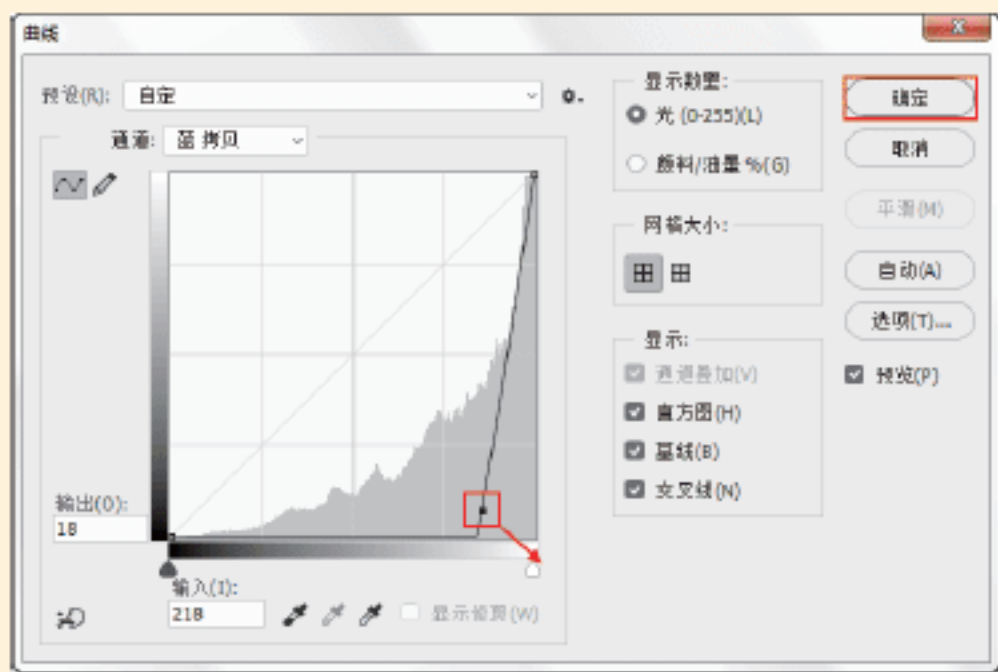 曲线
预设(R): 自定
通道: 蓝 拷贝
输出(O):
18
输入(I):
218
显示修剪(W)
显示数量:
光 (0-255)(L)
颜料/油墨 %(G)
网格大小:
显示:
通道叠加(V)
直方图(H)
基线(B)
交叉线(N)
确定
取消
平滑(M)
自动(A)
选项(T)...
预览(P)